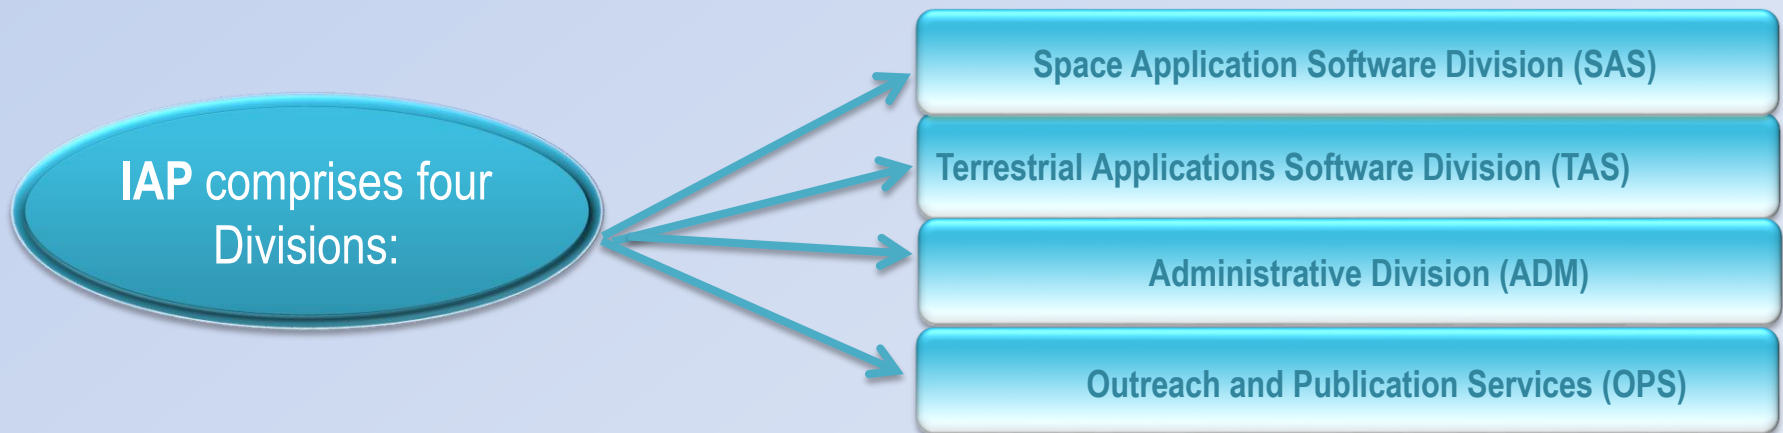 IAP comprises four
Divisions:
Space Application Software Division (SAS)
Terrestrial Applications Software Division (TAS)
Administrative Division (ADM)
Outreach and Publication Services (OPS)